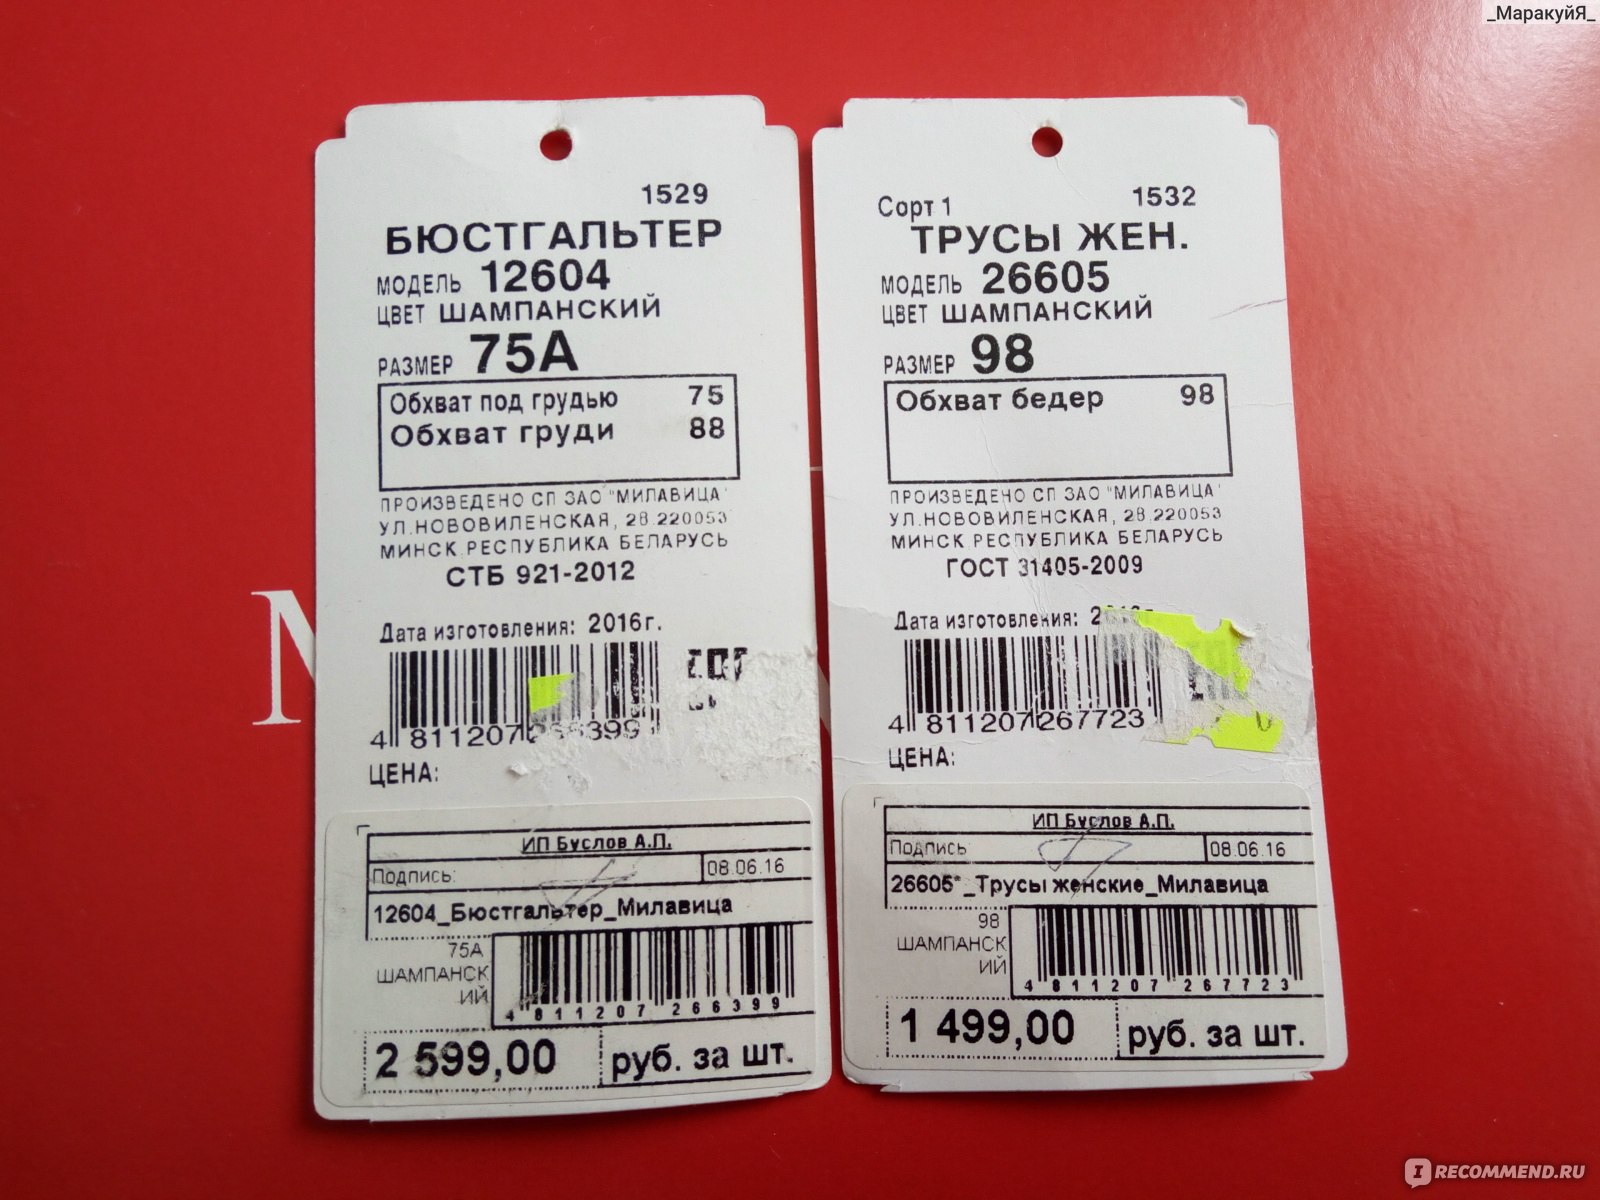 _МаракуйЯ_
1529
БЮСТГАЛЬТЕР
МОДЕЛЬ 12604
ЦВЕТ ШАМПАНСКИЙ
РАЗМЕР 75А
Обхват под грудью 75
Обхват груди 88
ПРОИЗВЕДЕНО СП ЗАО "МИЛАВИЦА"
УЛ.НОВОВИЛЕНСКАЯ, 28.220053
МИНСК.РЕСПУБЛИКА БЕЛАРУСЬ
СТБ 921-2012
Дата изготовления: 2016г.
4 811207 266399
ЦЕНА:
ИП Буслов А.П.
Подпись: 08.06.16
12604_Бюстгальтер_Милавица
75А
ШАМПАНСК
ИЙ
4 811207 266399
2 599,00 руб. за шт.
Сорт 1 1532
ТРУСЫ ЖЕН.
МОДЕЛЬ 26605
ЦВЕТ ШАМПАНСКИЙ
РАЗМЕР 98
Обхват бедер 98
ПРОИЗВЕДЕНО СП ЗАО "МИЛАВИЦА"
УЛ.НОВОВИЛЕНСКАЯ, 28.220053
МИНСК.РЕСПУБЛИКА БЕЛАРУСЬ
ГОСТ 31405-2009
Дата изготовления:
4 811207 267723
ЦЕНА:
ИП Буслов А.П.
Подпись 08.06.16
26605*_Трусы женские_Милавица
98
ШАМПАНСК
ИЙ
4 811207 267723
1 499,00 руб. за шт.
IRECOMMEND.RU